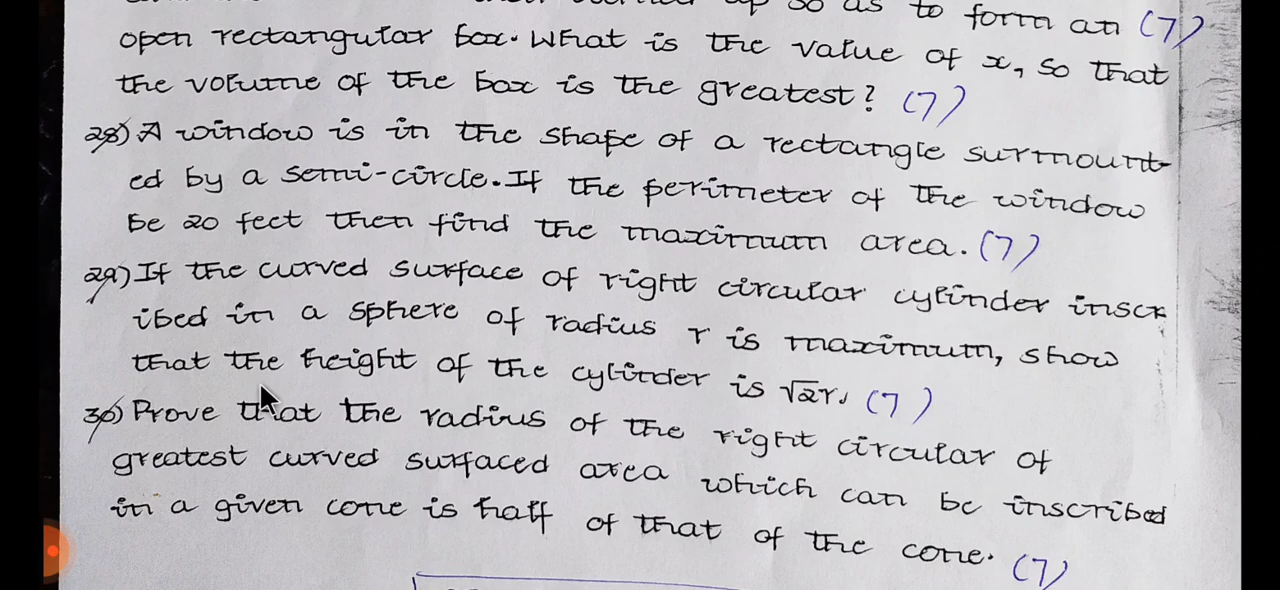 so as to form an (7)
open rectangular box. What is the value of x, so that
the volume of the box is the greatest? (7)
28) A window is in the shape of a rectangle surmount-
ed by a semi-circle. If the perimeter of the window
be 20 feet then find the maximum area. (7)
29) If the curved surface of right circular cylinder inscr
ibed in a sphere of radius r is maximum, show
that the height of the cylinder is √2r. (7)
30) Prove that the radius of the right circular of
greatest curved surfaced area which can be inscribed
in a given cone is half of that of the cone. (7)